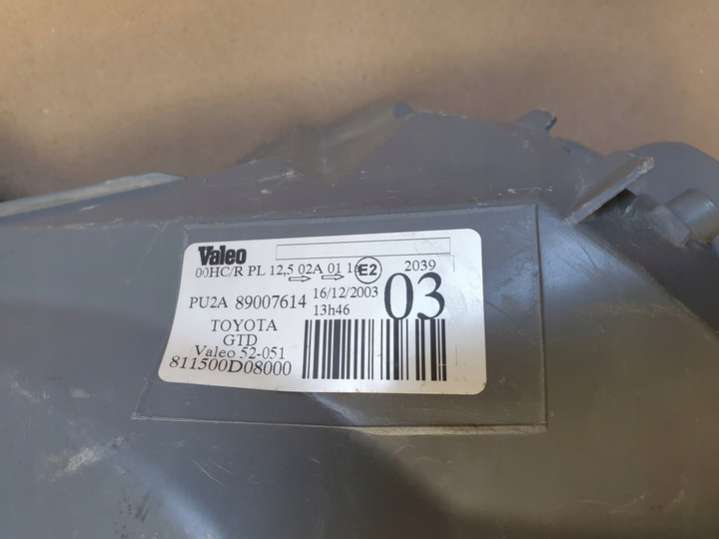 Valeo
00HC/R PL 12,5 02A 01 1a E2 2039
PU2A 89007614 16/12/2003 03
13h46
TOYOTA
GTD
Valeo 52-051
811500D08000